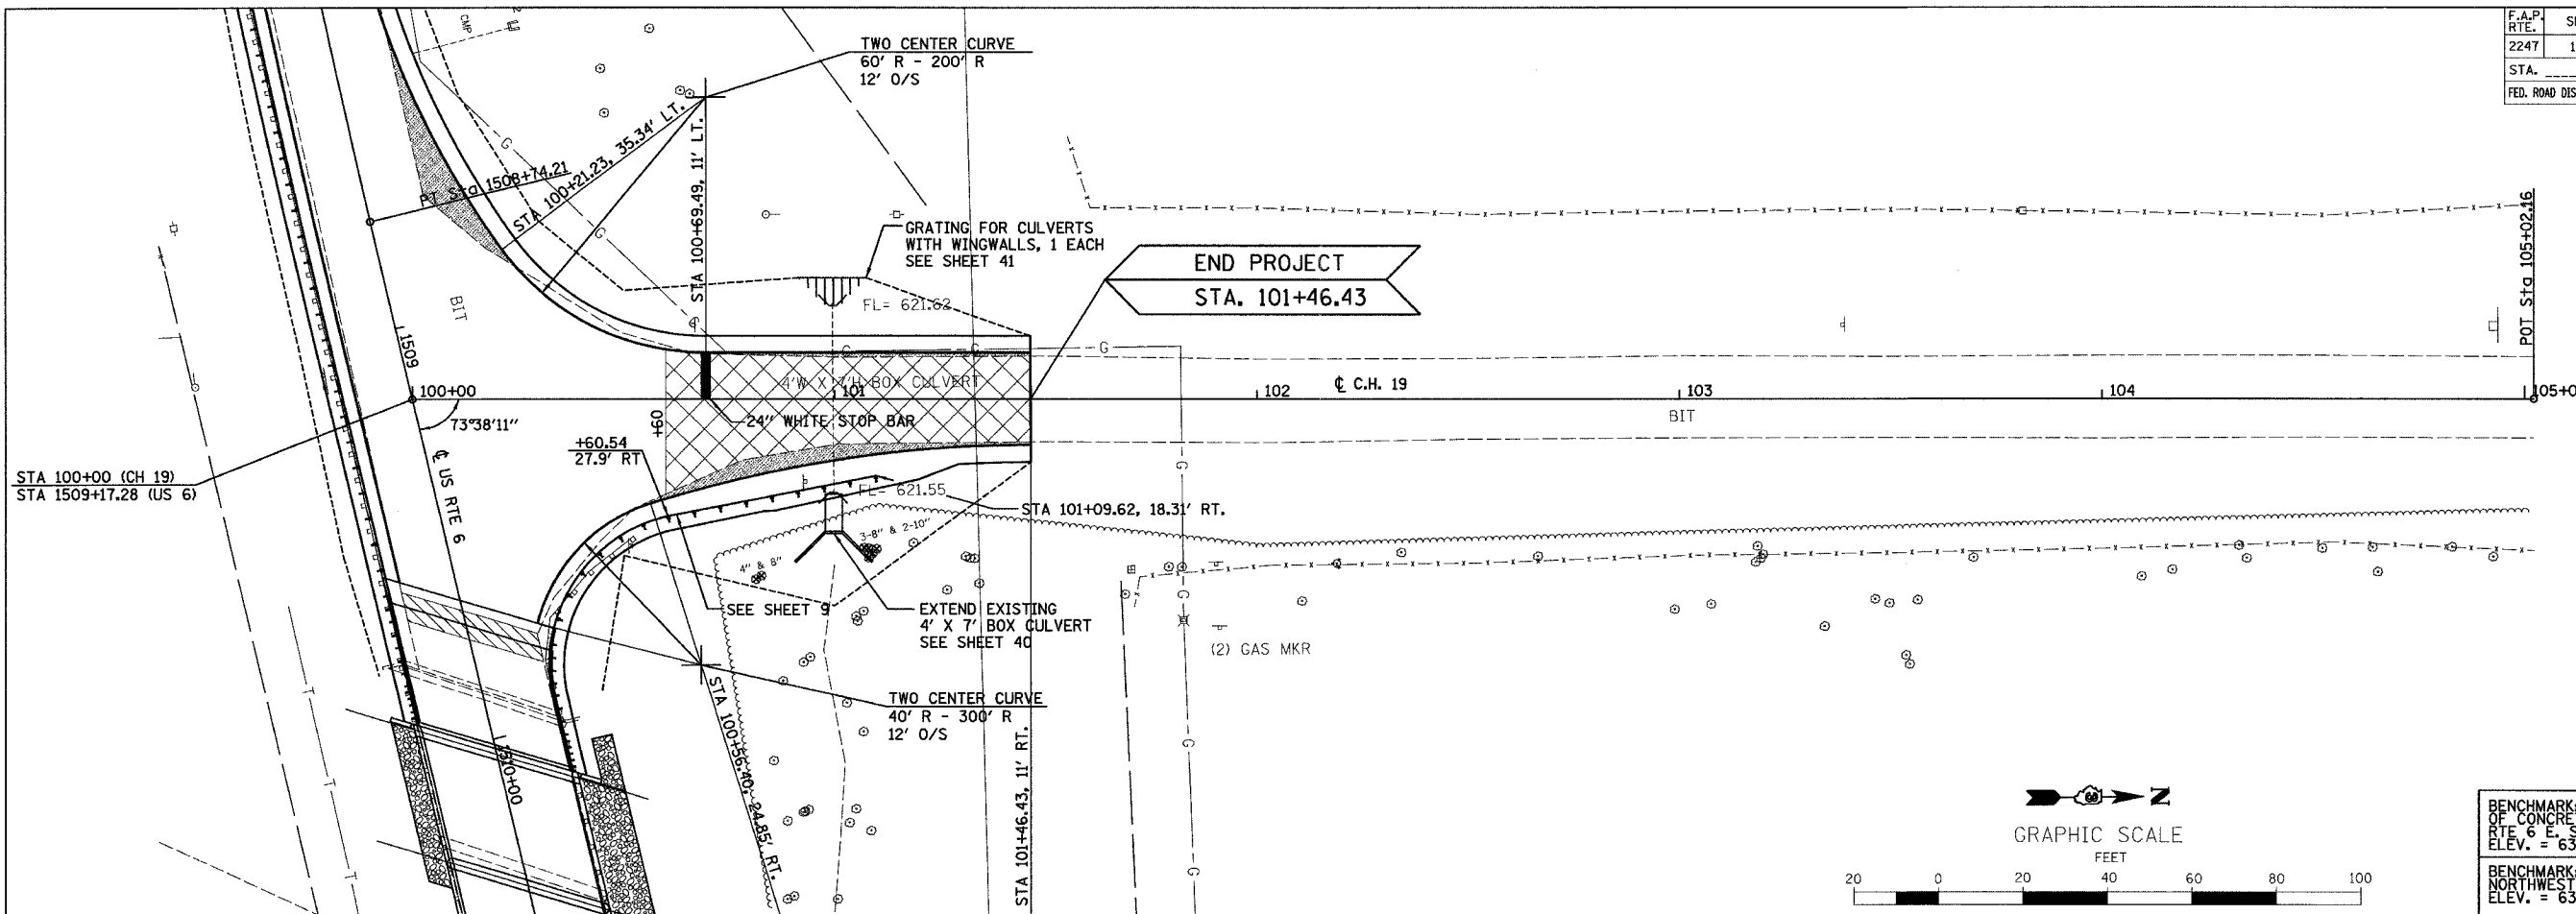 F.A.P.
RTE.
2247
STA.
FED. ROAD DIS
CMP
TWO CENTER CURVE
60' R - 200' R
12' O/S
G
PT Sta 1508+74.21
STA 100+21.23, 35.34' LT.
STA 100+69.49, 11' LT.
G
GRATING FOR CULVERTS
WITH WINGWALLS, 1 EACH
SEE SHEET 41
FL= 621.62
END PROJECT
STA. 101+46.43
POT Sta 105+02.16
BIT
1509
G
G
G
100+00
73°38'11"
4'W X 7'H BOX CULVERT
101
102
℄ C.H. 19
103
104
105+0
BIT
+60
24" WHITE STOP BAR
+60.54
27.9' RT
℄ US RTE 6
STA 100+00 (CH 19)
STA 1509+17.28 (US 6)
G
FL= 621.55
STA 101+09.62, 18.31' RT.
3-8" & 2-10"
4" & 8"
SEE SHEET 9
EXTEND EXISTING
4' X 7' BOX CULVERT
SEE SHEET 40
G
(2) GAS MKR
T
STA 100+56.40, 24.85' RT.
TWO CENTER CURVE
40' R - 300' R
12' O/S
STA 101+46.43, 11' RT.
G
1510+00
T
T
G
N
GRAPHIC SCALE
FEET
20 0 20 40 60 80 100
BENCHMARK
OF CONCRE
RTE 6 E. S
ELEV. = 63
BENCHMARK
NORTHWEST
ELEV. = 63